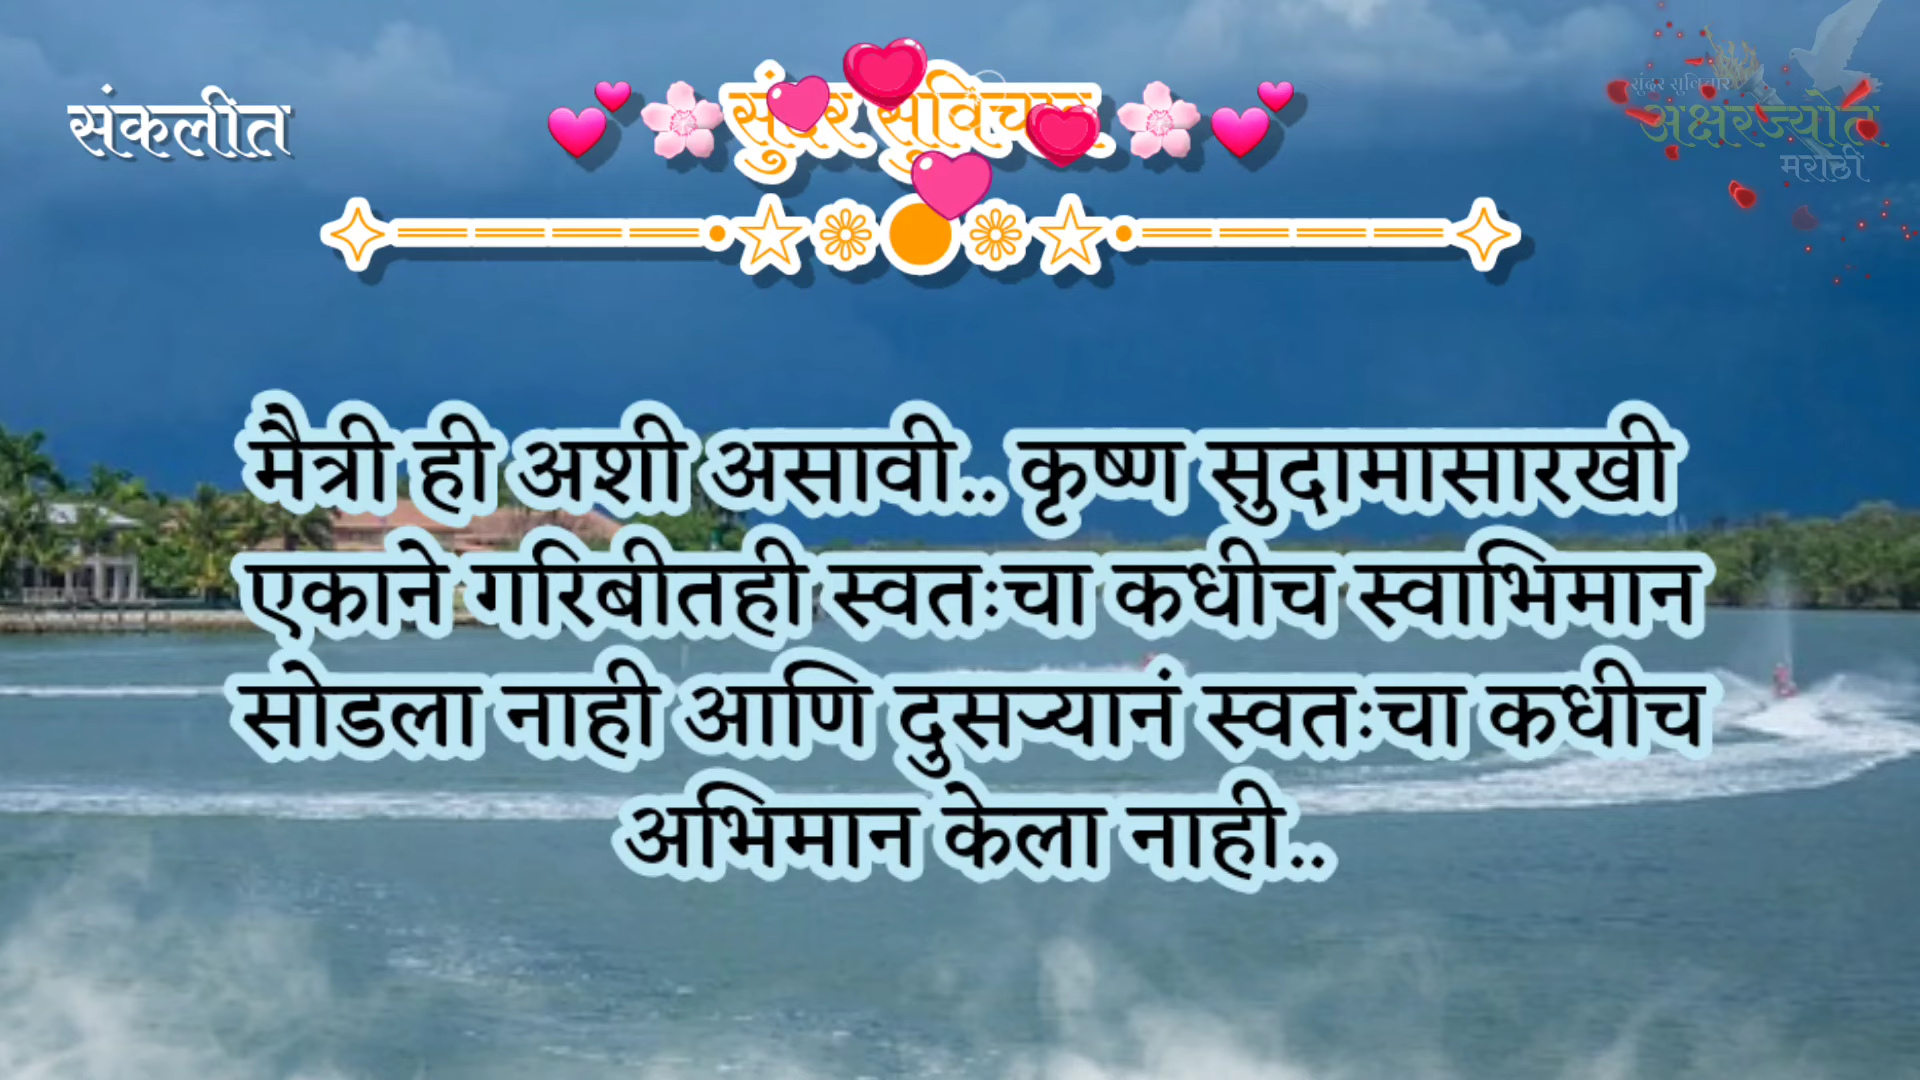 संकलीत
सुंदर सुविचार
सुंदर सुविचार
अक्षरज्योत
मराठी
मैत्री ही अशी असावी.. कृष्ण सुदामासारखी
एकाने गरिबीतही स्वतःचा कधीच स्वाभिमान
सोडला नाही आणि दुसऱ्यानं स्वतःचा कधीच
अभिमान केला नाही..